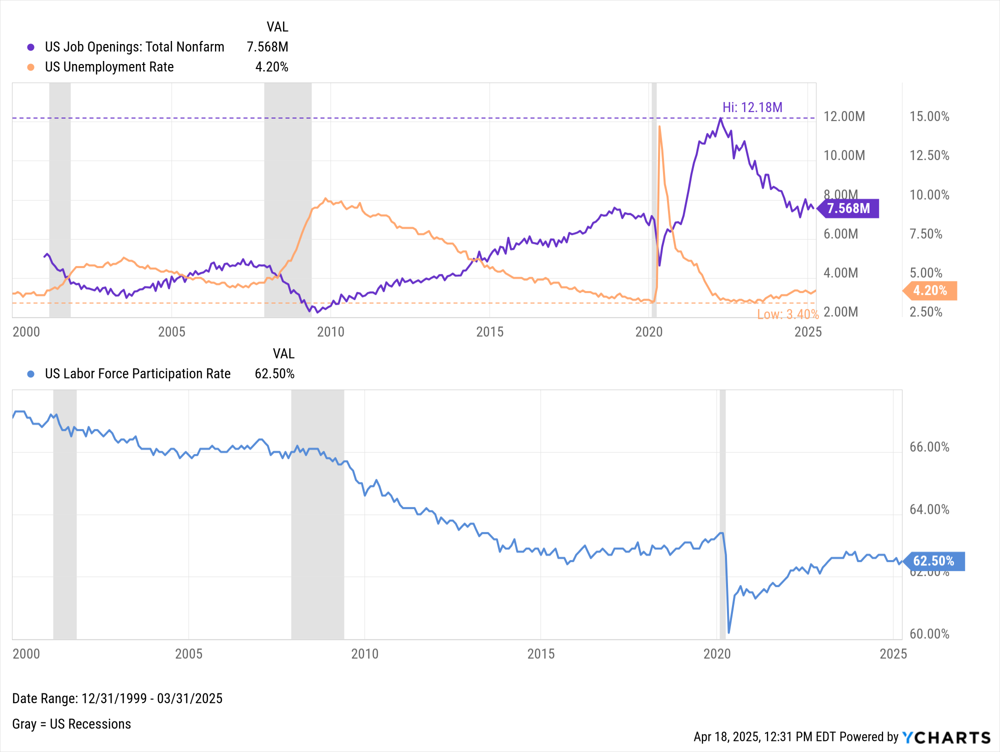 VAL
US Job Openings: Total Nonfarm 7.568M
US Unemployment Rate 4.20%
Hi: 12.18M
12.00M 15.00%
10.00M 12.50%
8.00M 10.00%
7.568M
6.00M 7.50%
4.00M 5.00%
4.20%
Low: 3.40%
2.00M 2.50%
2000 2005 2010 2015 2020 2025
VAL
US Labor Force Participation Rate 62.50%
66.00%
64.00%
62.50%
62.00%
60.00%
2000 2005 2010 2015 2020 2025
Date Range: 12/31/1999 - 03/31/2025
Gray = US Recessions
Apr 18, 2025, 12:31 PM EDT Powered by YCHARTS